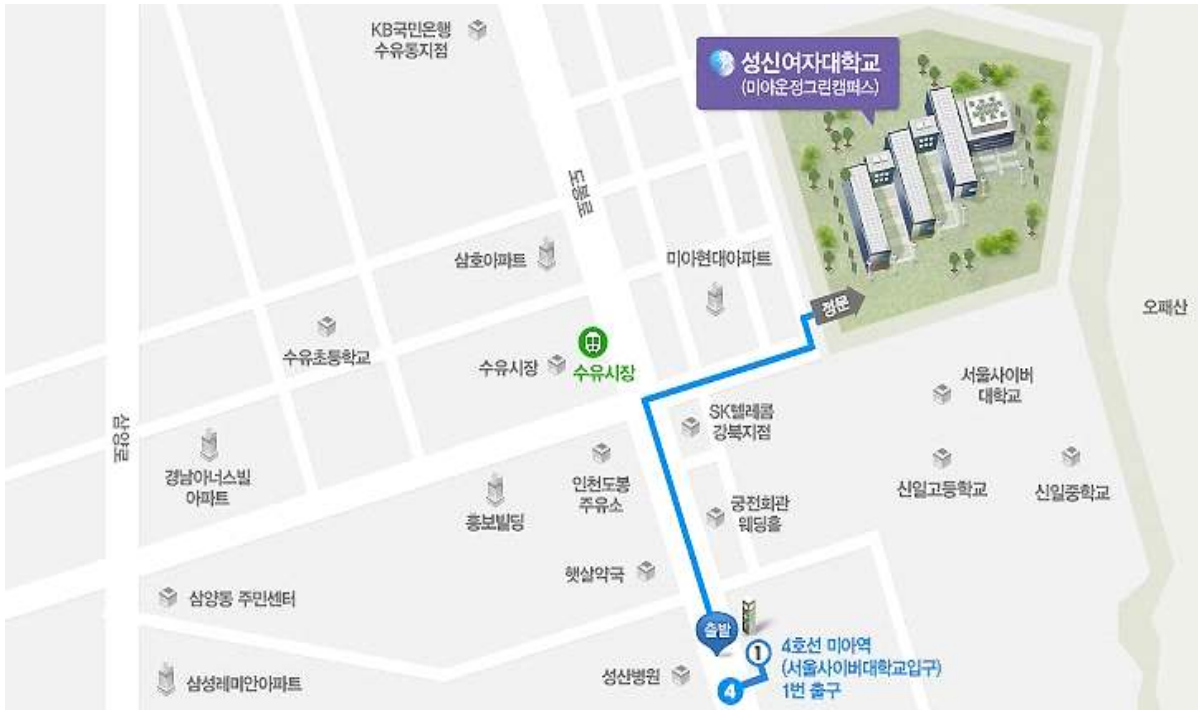 KB국민은행
수유동지점
성신여자대학교
(미아운정그린캠퍼스)
도봉로
삼호아파트
미아현대아파트
정문
오패산
수유초등학교
수유시장
수유시장
서울사이버
대학교
SK텔레콤
강북지점
삼양로
경남아너스빌
아파트
홍보빌딩
인천도봉
주유소
궁전회관
웨딩홀
신일고등학교
신일중학교
햇살약국
삼양동 주민센터
출발
1
4호선 미아역
(서울사이버대학교입구)
1번 출구
4
성산병원
삼성래미안아파트